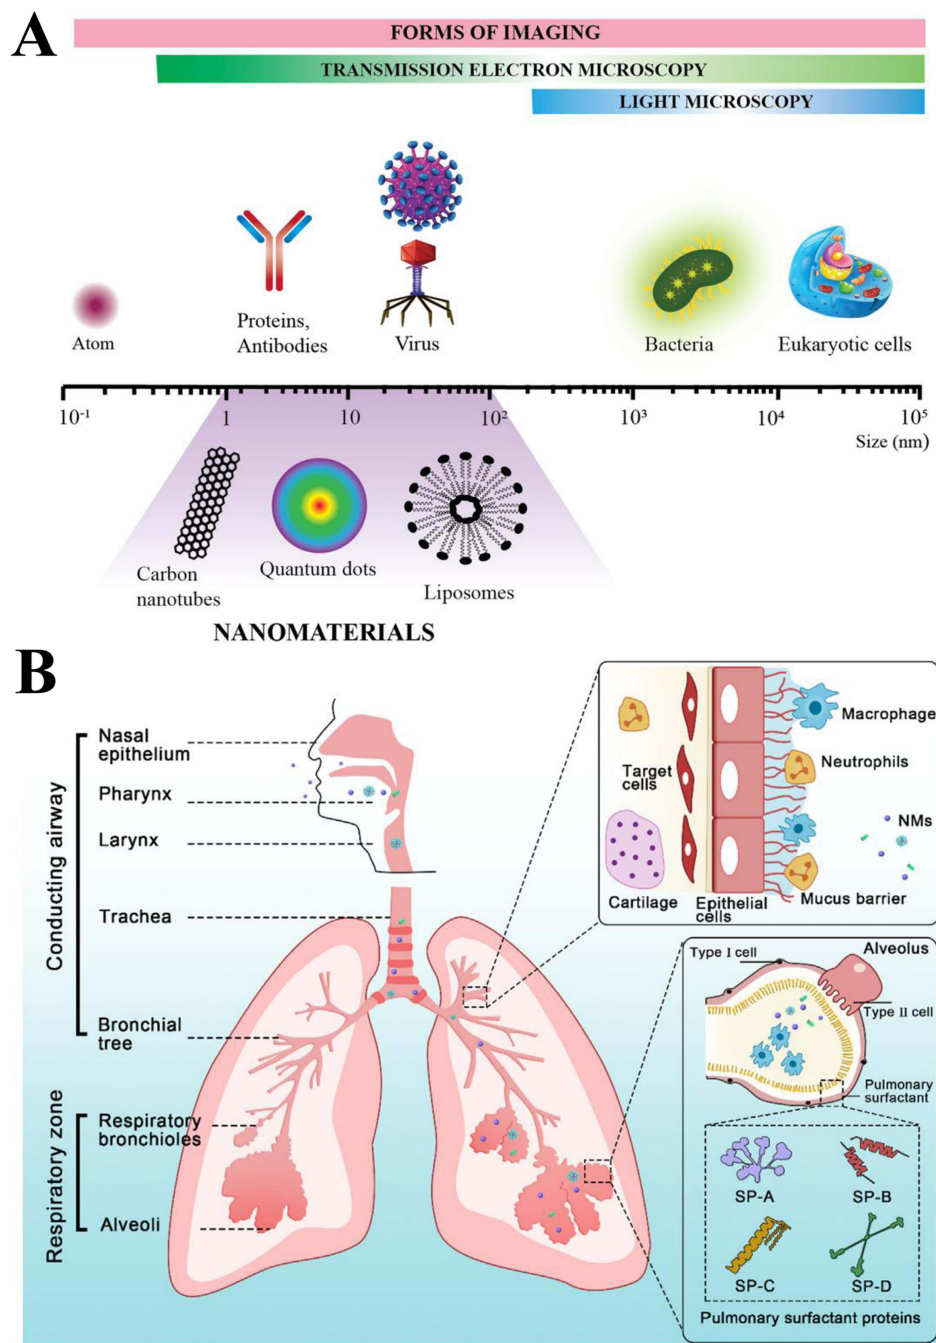 A
FORMS OF IMAGING
TRANSMISSION ELECTRON MICROSCOPY
LIGHT MICROSCOPY
Atom
Proteins,
Antibodies
Virus
Bacteria
Eukaryotic cells
10⁻¹
1
10
10²
10³
10⁴
10⁵
Size (nm)
Carbon
nanotubes
Quantum dots
Liposomes
NANOMATERIALS
B
Conducting airway
Nasal
epithelium
Pharynx
Larynx
Trachea
Bronchial
tree
Respiratory zone
Respiratory
bronchioles
Alveoli
Macrophage
Neutrophils
Target
cells
NMs
Cartilage
Epithelial
cells
Mucus barrier
Type I cell
Alveolus
Type II cell
Pulmonary
surfactant
SP-A
SP-B
SP-C
SP-D
Pulmonary surfactant proteins